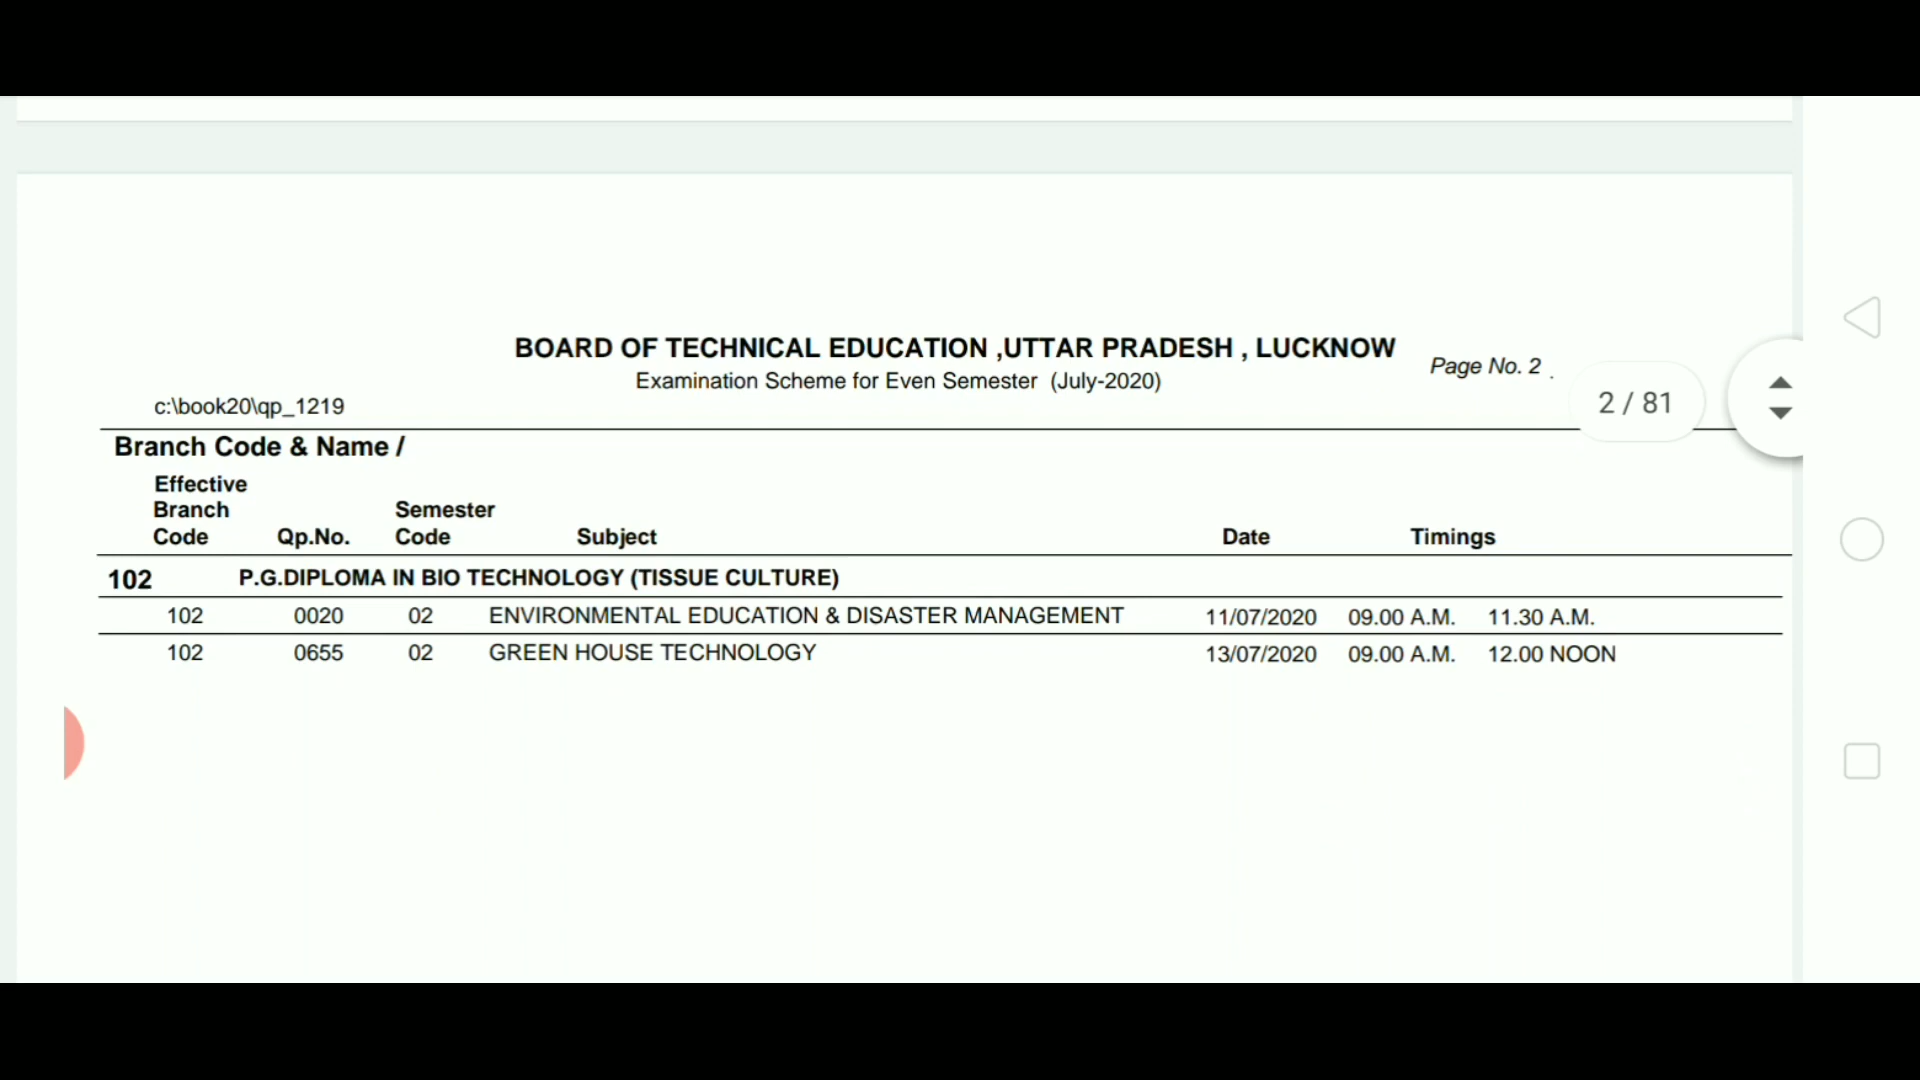 BOARD OF TECHNICAL EDUCATION ,UTTAR PRADESH , LUCKNOW
Examination Scheme for Even Semester (July-2020)
Page No. 2 .
2 / 81
c:\book20\qp_1219
Branch Code & Name /
Effective
Branch Semester
Code Qp.No. Code Subject Date Timings
102 P.G.DIPLOMA IN BIO TECHNOLOGY (TISSUE CULTURE)
102 0020 02 ENVIRONMENTAL EDUCATION & DISASTER MANAGEMENT 11/07/2020 09.00 A.M. 11.30 A.M.
102 0655 02 GREEN HOUSE TECHNOLOGY 13/07/2020 09.00 A.M. 12.00 NOON